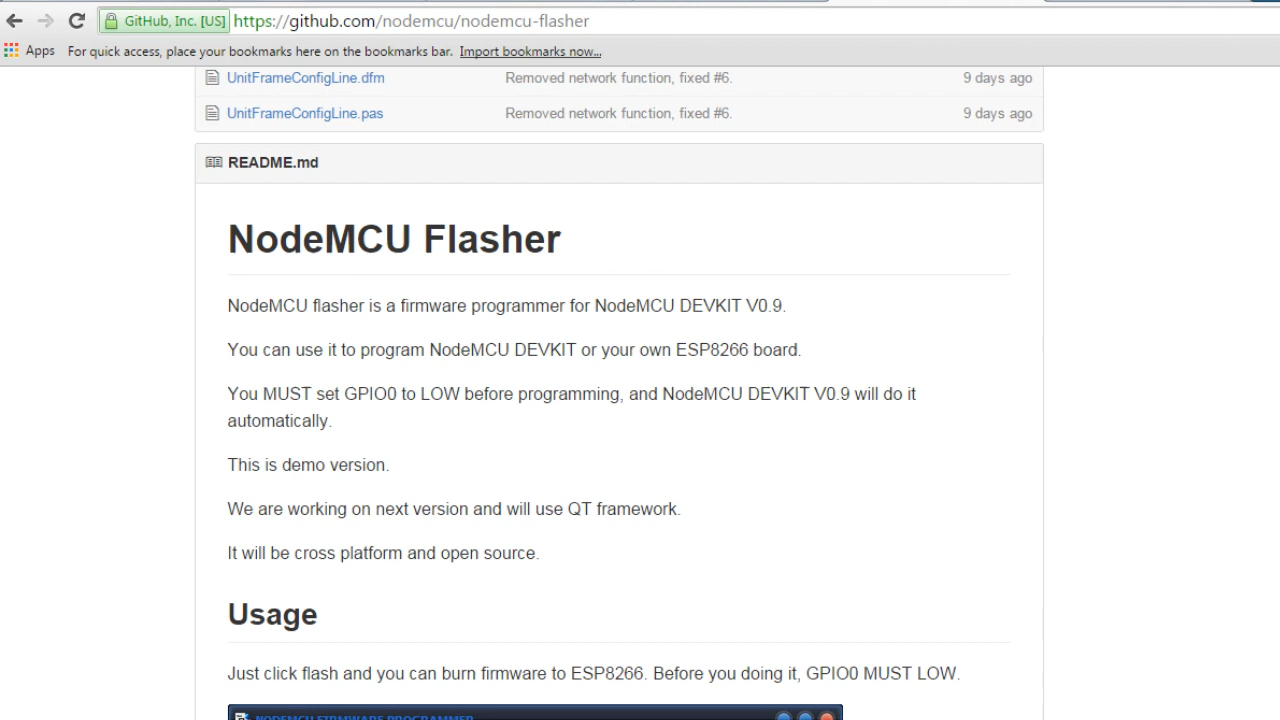 GitHub, Inc. [US] https://github.com/nodemcu/nodemcu-flasher
Apps For quick access, place your bookmarks here on the bookmarks bar. Import bookmarks now...
UnitFrameConfigLine.dfm Removed network function, fixed #6. 9 days ago
UnitFrameConfigLine.pas Removed network function, fixed #6. 9 days ago
README.md
NodeMCU Flasher
NodeMCU flasher is a firmware programmer for NodeMCU DEVKIT V0.9.
You can use it to program NodeMCU DEVKIT or your own ESP8266 board.
You MUST set GPIO0 to LOW before programming, and NodeMCU DEVKIT V0.9 will do it
automatically.
This is demo version.
We are working on next version and will use QT framework.
It will be cross platform and open source.
Usage
Just click flash and you can burn firmware to ESP8266. Before you doing it, GPIO0 MUST LOW.
NODEMCU FIRMWARE PROGRAMMER